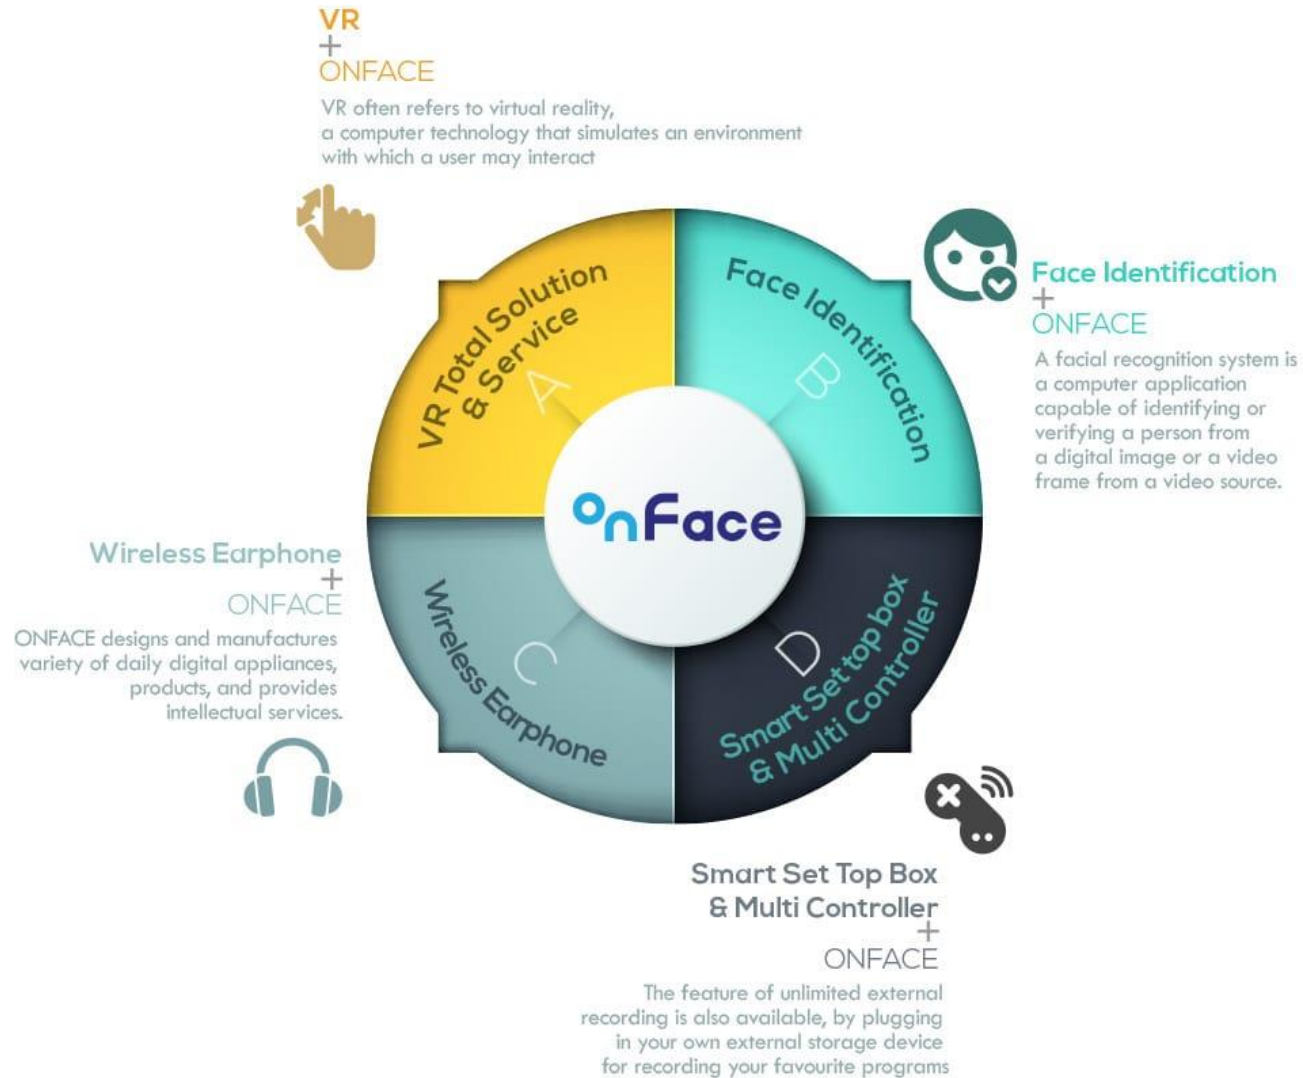 VR
+
ONFACE
VR often refers to virtual reality,
a computer technology that simulates an environment
with which a user may interact
VR Total Solution
& Service
A
Face Identification
B
Face Identification
+
ONFACE
A facial recognition system is
a computer application
capable of identifying or
verifying a person from
a digital image or a video
frame from a video source.
onFace
Wireless Earphone
+
ONFACE
ONFACE designs and manufactures
variety of daily digital appliances,
products, and provides
intellectual services.
Wireless Earphone
C
D
Smart Set top box
& Multi Controller
Smart Set Top Box
& Multi Controller
+
ONFACE
The feature of unlimited external
recording is also available, by plugging
in your own external storage device
for recording your favourite programs